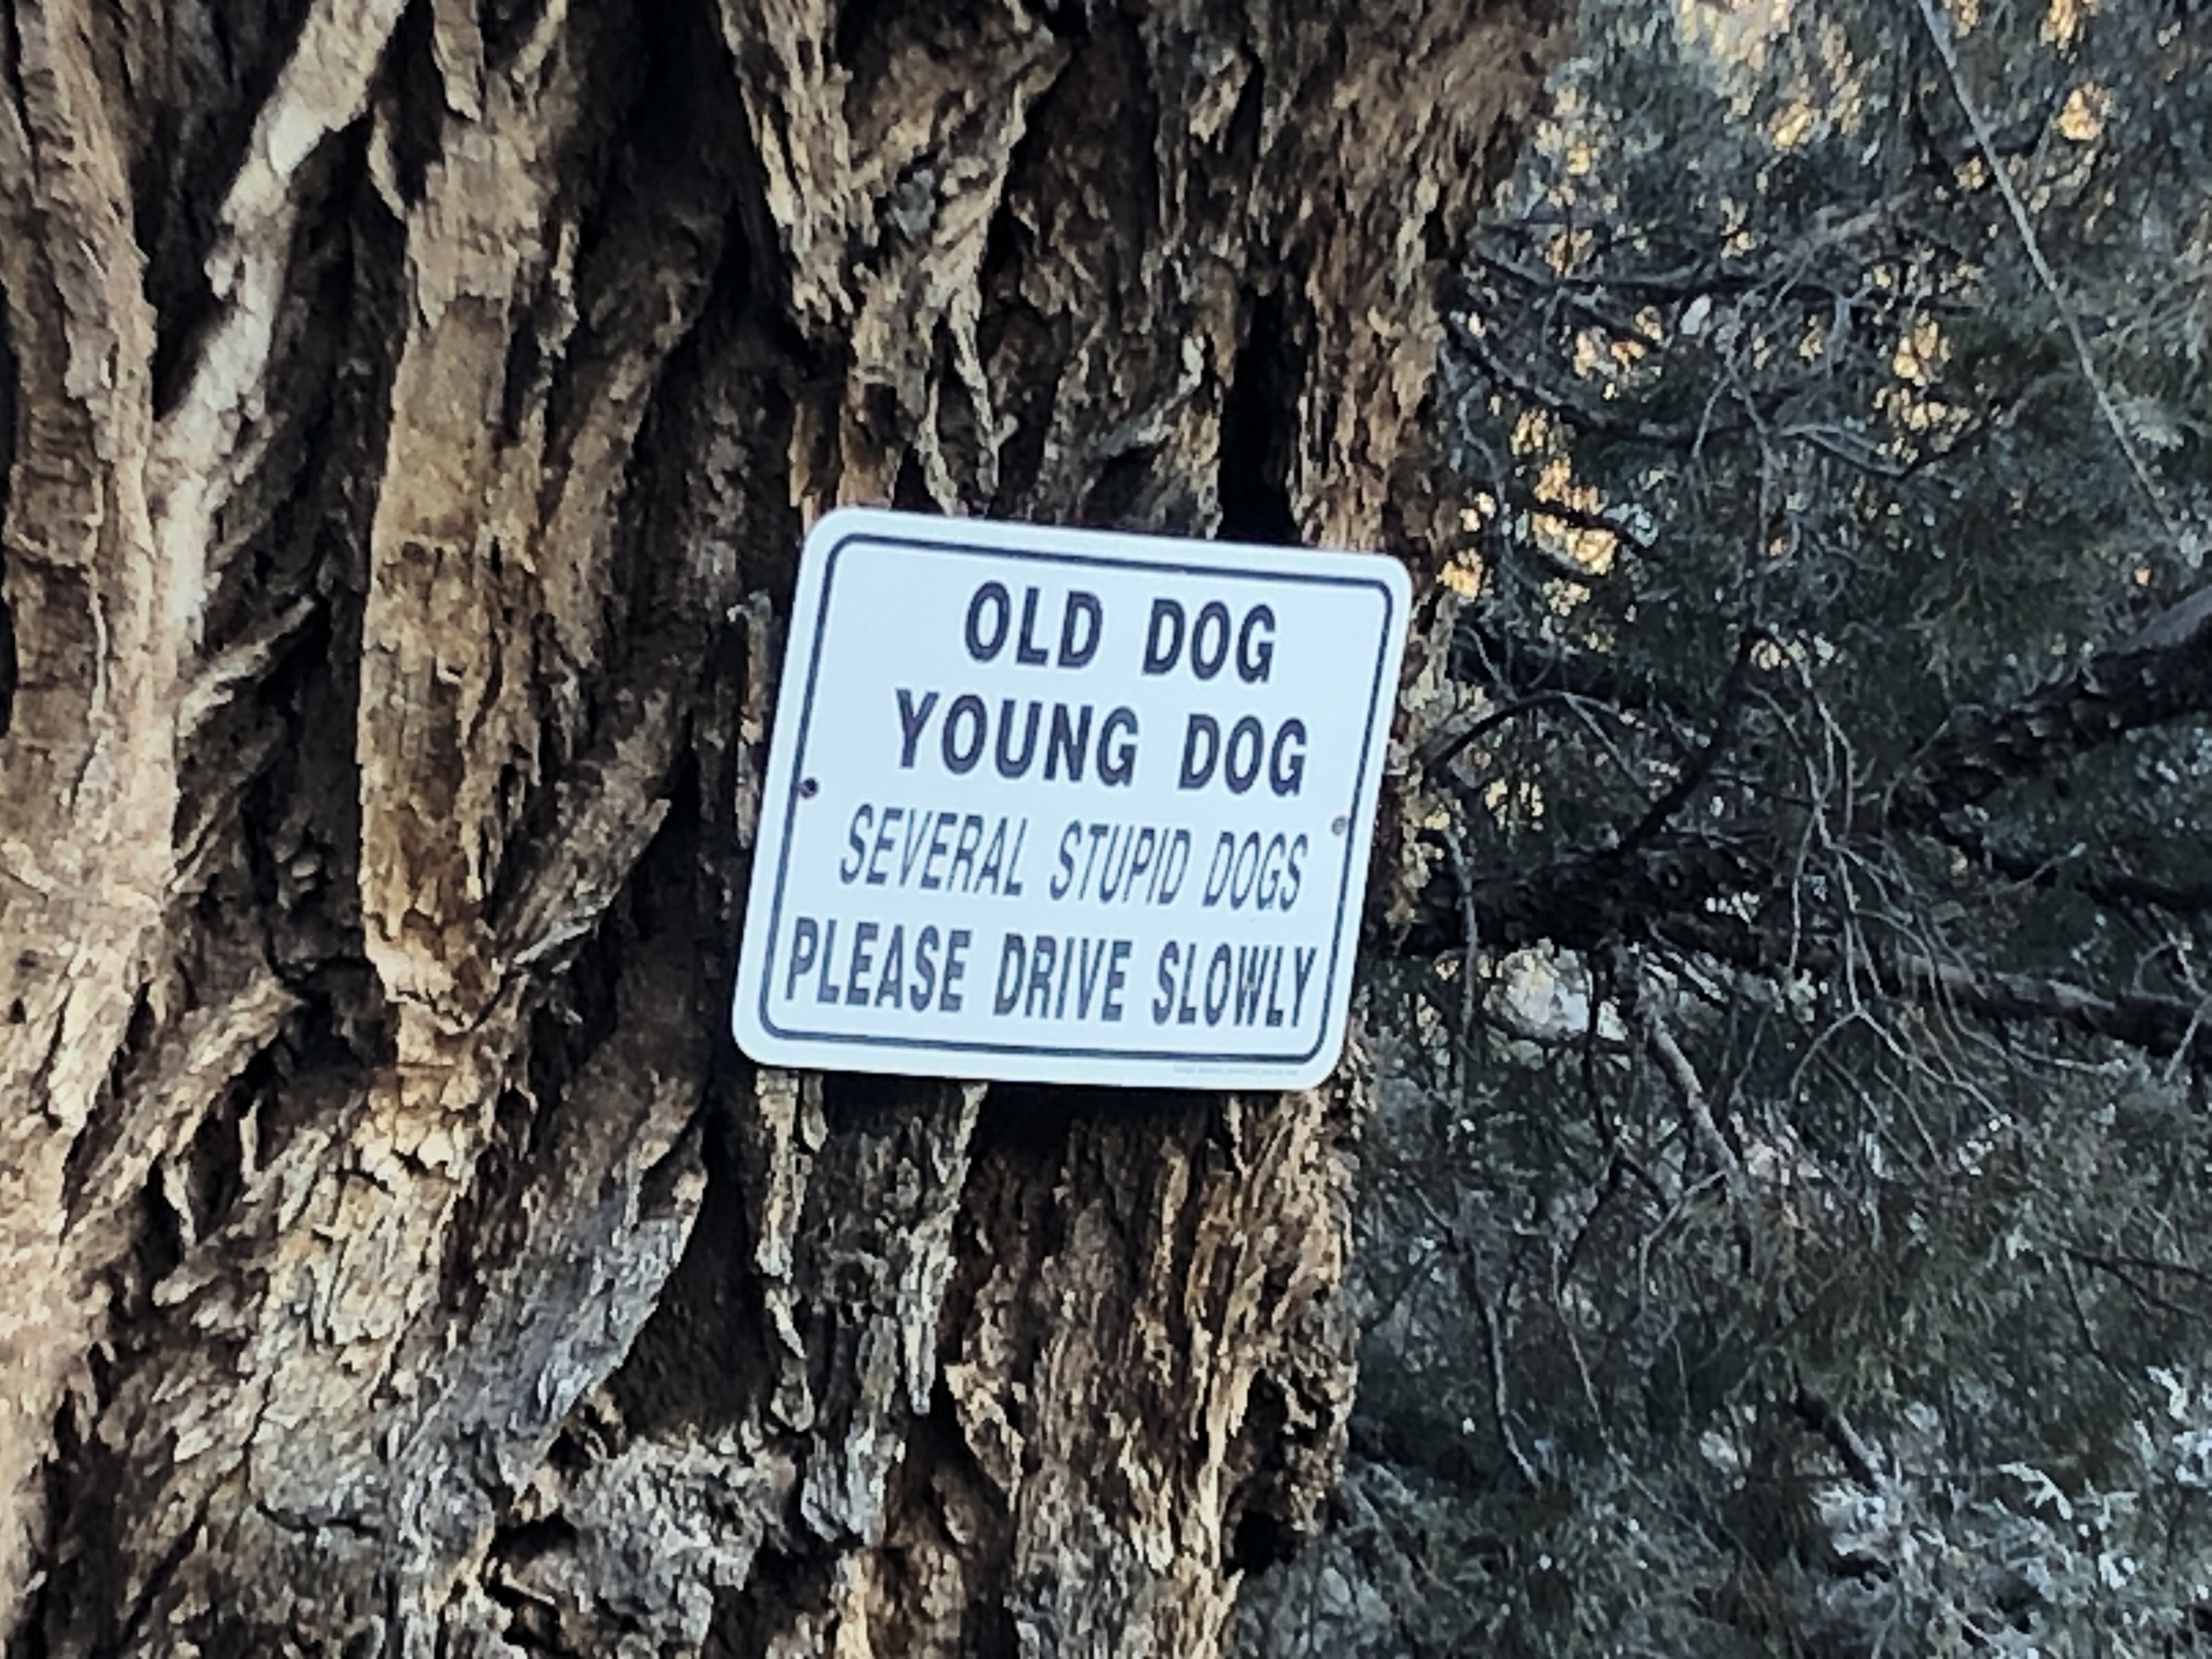 OLD DOG
YOUNG DOG
SEVERAL STUPID DOGS
PLEASE DRIVE SLOWLY